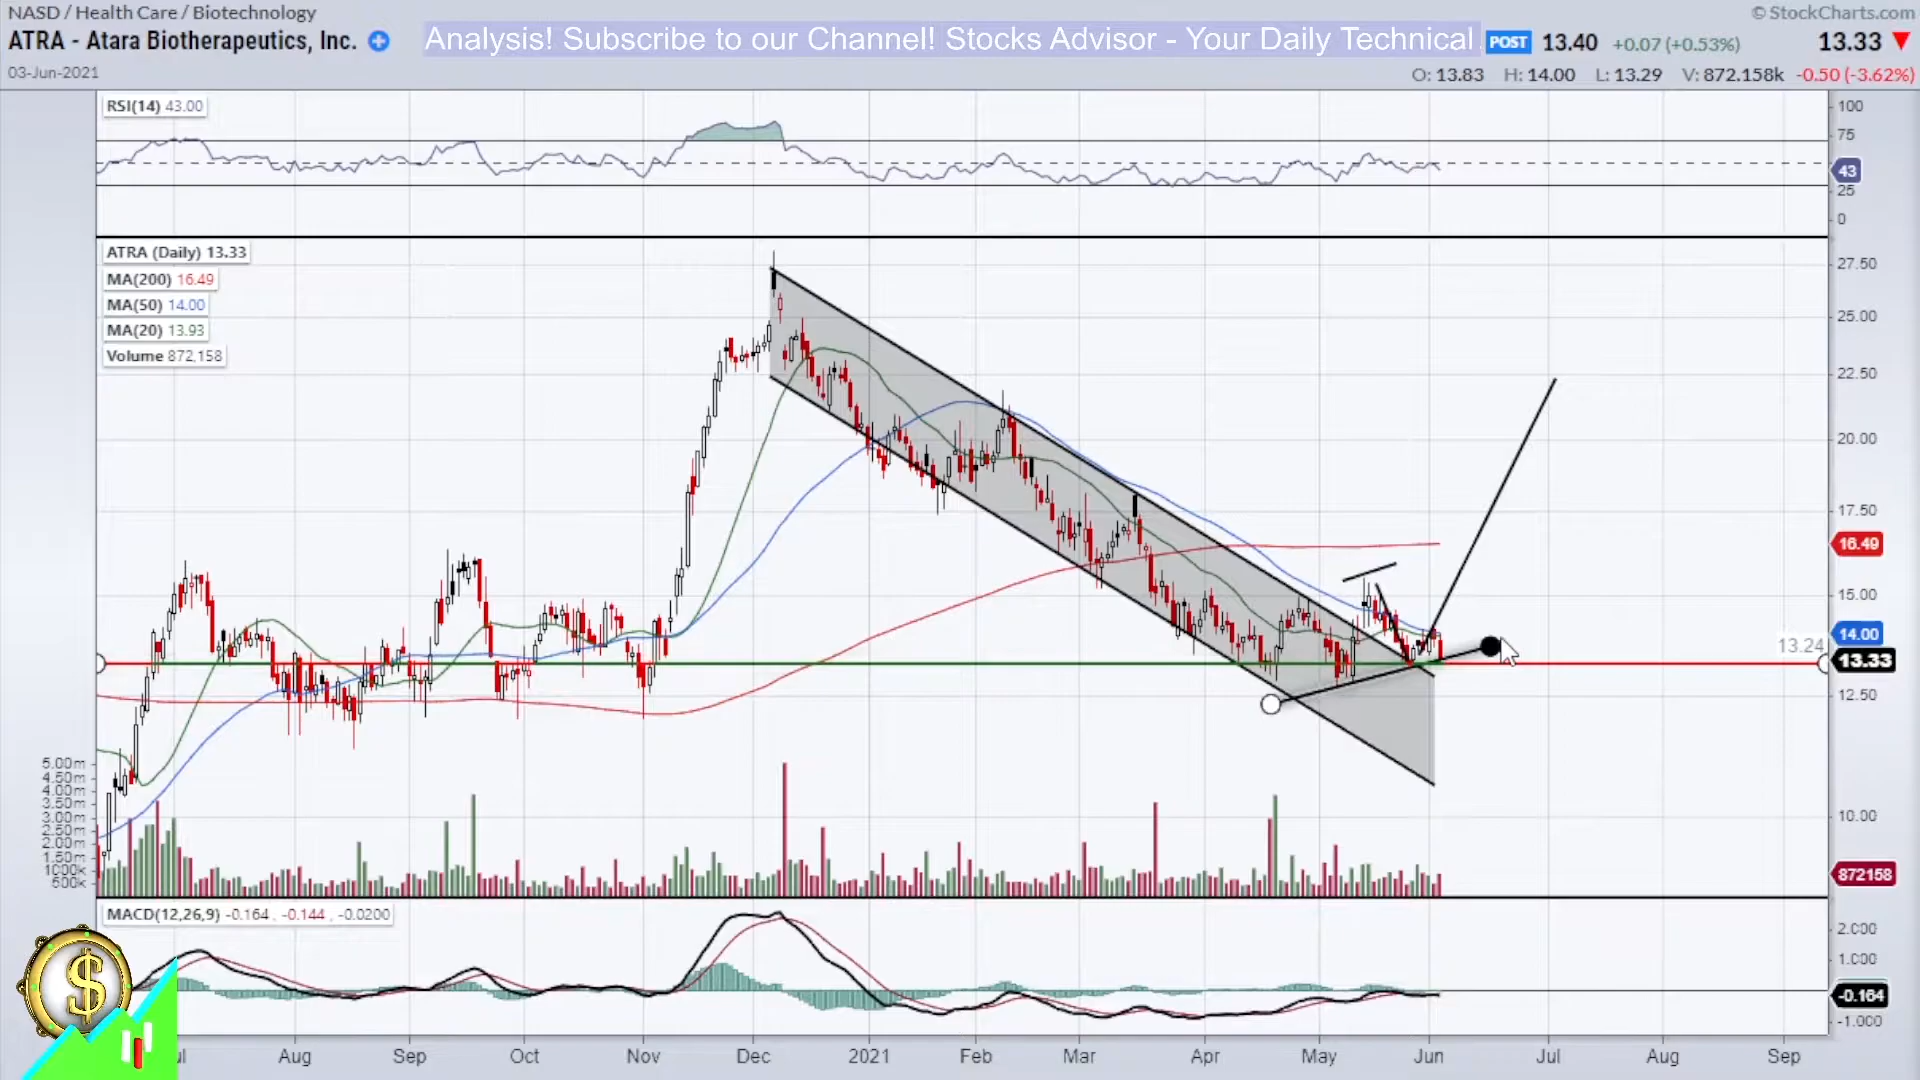 NASD / Health Care / Biotechnology
© StockCharts.com
ATRA - Atara Biotherapeutics, Inc.
Analysis! Subscribe to our Channel! Stocks Advisor - Your Daily Technical
POST 13.40 +0.07 (+0.53%)
13.33
03-Jun-2021
O: 13.83 H: 14.00 L: 13.29 V: 872.158k -0.50 (-3.62%)
RSI(14) 43.00
100
75
43
25
0
ATRA (Daily) 13.33
MA(200) 16.49
MA(50) 14.00
MA(20) 13.93
Volume 872,158
27.50
25.00
22.50
20.00
17.50
16.49
15.00
14.00
13.24
13.33
12.50
10.00
872158
5.00m
4.50m
4.00m
3.50m
3.00m
2.50m
2.00m
1.50m
1000k
500k
MACD(12,26,9) -0.164, -0.144, -0.0200
2.000
1.000
-0.164
-1.000
$
Aug Sep Oct Nov Dec 2021 Feb Mar Apr May Jun Jul Aug Sep